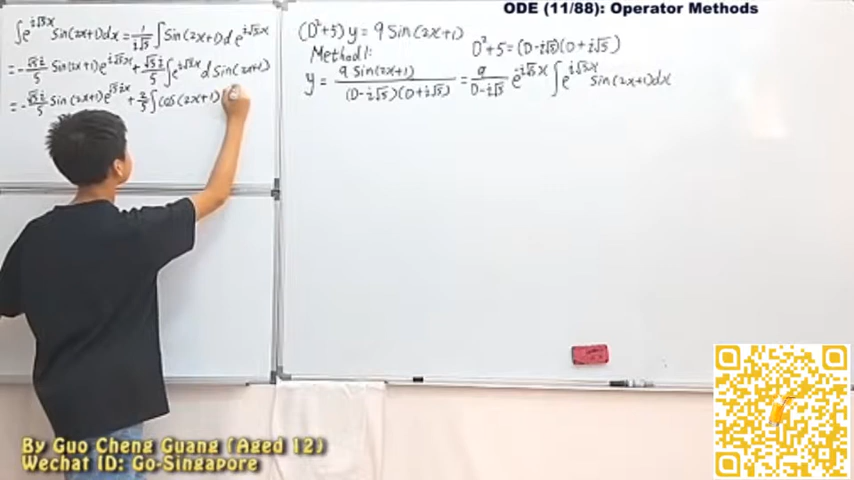 ODE (11/88): Operator Methods
∫e^{i√5x} Sin(2x+1)dx = 1/(i√5) ∫Sin(2x+1)d e^{i√5x}
= -√5i/5 Sin(2x+1)e^{i√5x} + √5i/5 ∫e^{i√5x} d Sin(2x+1)
= -√5i/5 Sin(2x+1)e^{√5ix} + 2/5 ∫Cos(2x+1)
(D²+5)y = 9 Sin(2x+1)
D²+5=(D-i√5)(D+i√5)
Method 1:
y = 9 Sin(2x+1)/((D-i√5)(D+i√5)) = 9/(D-i√5) e^{-i√5x} ∫e^{i√5x} Sin(2x+1)dx
By Guo Cheng Guang (Aged 12)
Wechat ID: Go-Singapore